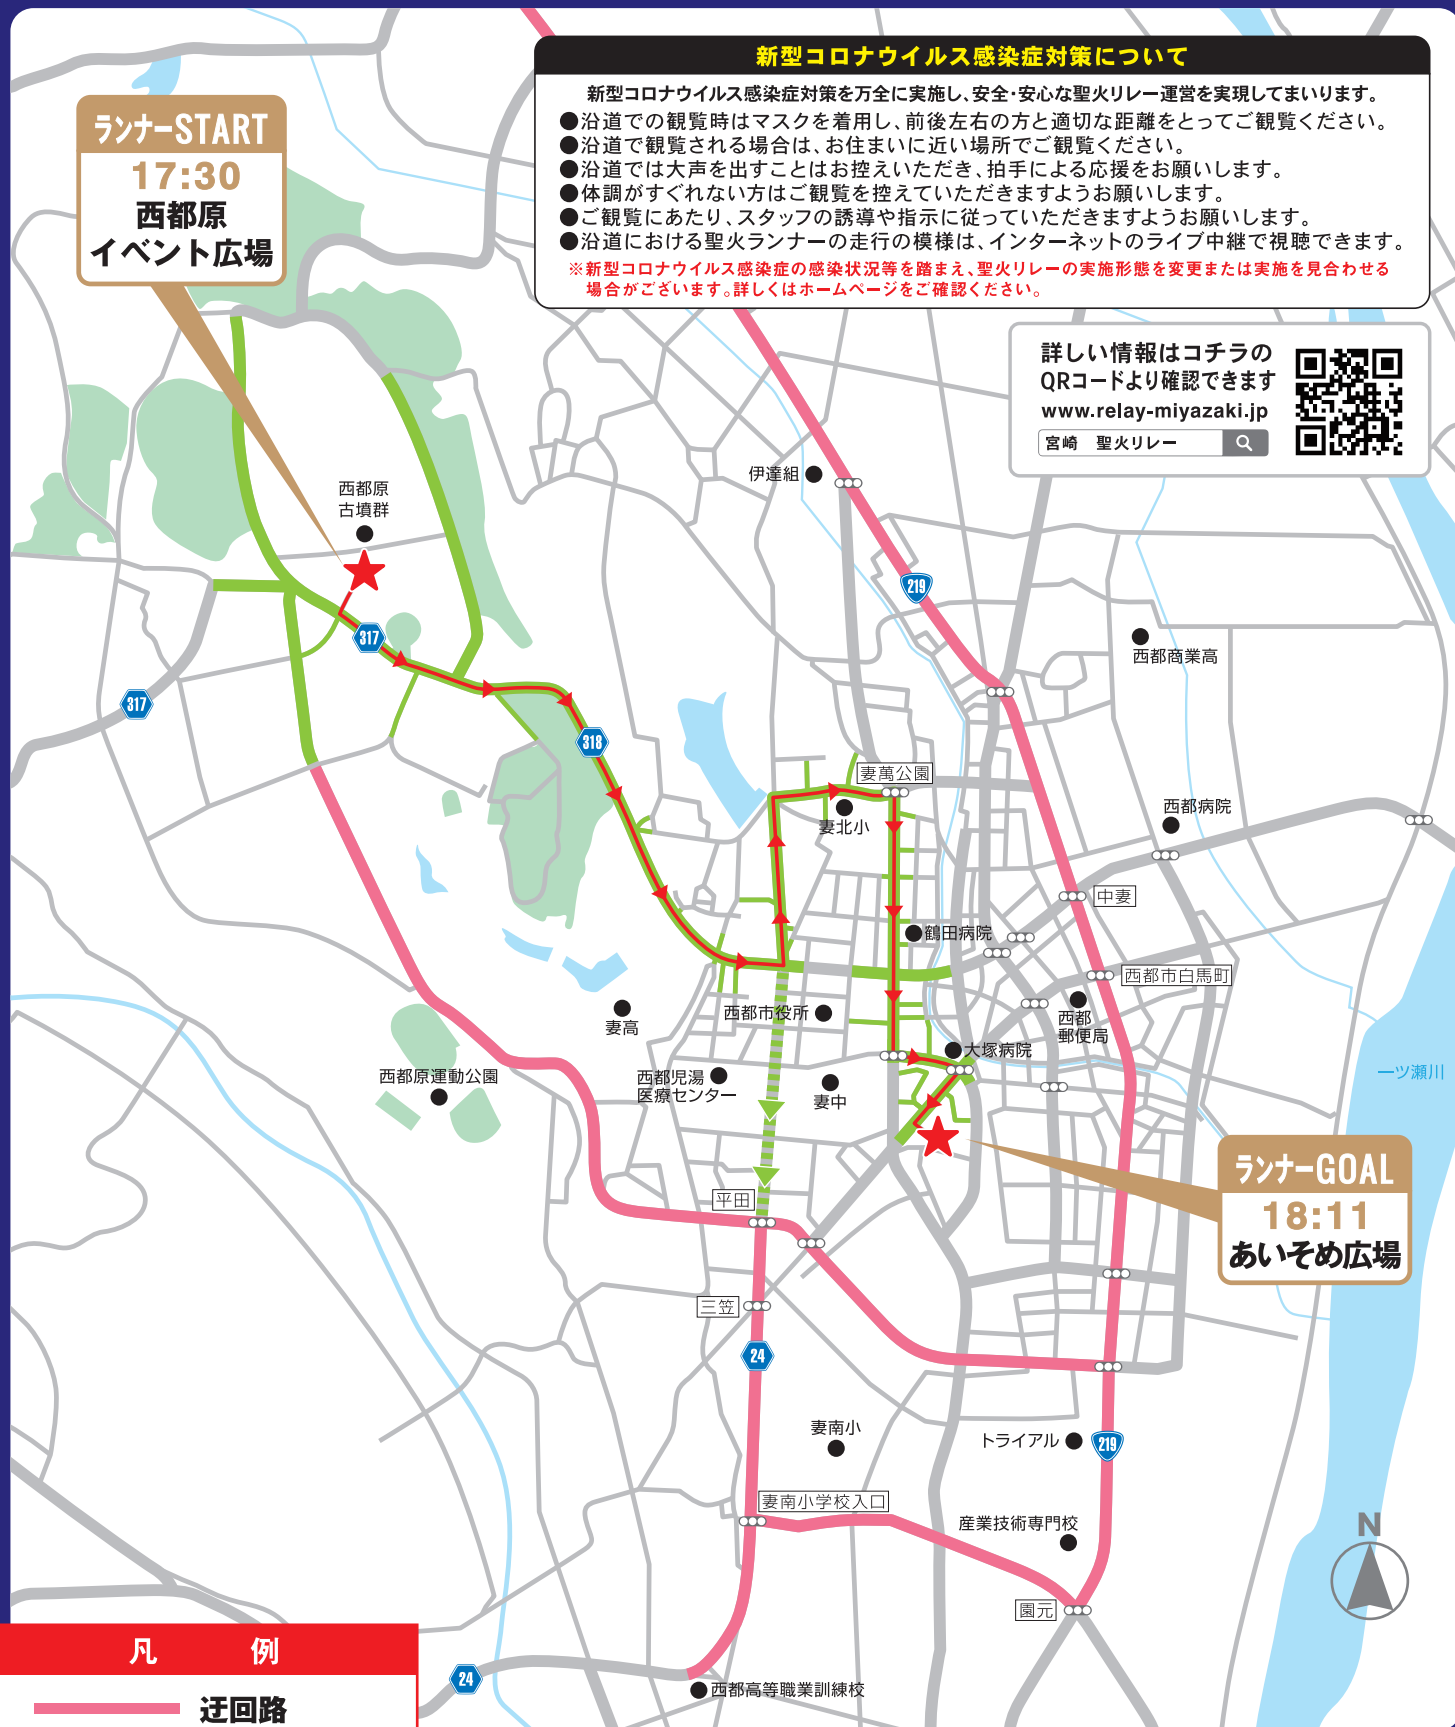 新型コロナウイルス感染症対策について
新型コロナウイルス感染症対策を万全に実施し、安全・安心な聖火リレー運営を実現してまいります。
●沿道での観覧時はマスクを着用し、前後左右の方と適切な距離をとってご観覧ください。
●沿道で観覧される場合は、お住まいに近い場所でご観覧ください。
●沿道では大声を出すことはお控えいただき、拍手による応援をお願いします。
●体調がすぐれない方はご観覧を控えていただきますようお願いします。
●ご観覧にあたり、スタッフの誘導や指示に従っていただきますようお願いします。
●沿道における聖火ランナーの走行の模様は、インターネットのライブ中継で視聴できます。
※新型コロナウイルス感染症の感染状況等を踏まえ、聖火リレーの実施形態を変更または実施を見合わせる
場合がございます。詳しくはホームページをご確認ください。
ランナーSTART
17:30
西都原
イベント広場
詳しい情報はコチラの
QRコードより確認できます
www.relay-miyazaki.jp
宮崎 聖火リレー
伊達組
西都原
古墳群
219
317
西都商業高
317
318
妻萬公園
西都病院
妻北小
中妻
鶴田病院
西都市白馬町
西都市役所
妻高
西都
郵便局
大塚病院
西都原運動公園
西都児湯
医療センター
妻中
一ツ瀬川
ランナーGOAL
18:11
あいそめ広場
平田
三笠
24
妻南小
トライアル
219
妻南小学校入口
産業技術専門校
N
園元
凡例
24
西都高等職業訓練校
迂回路